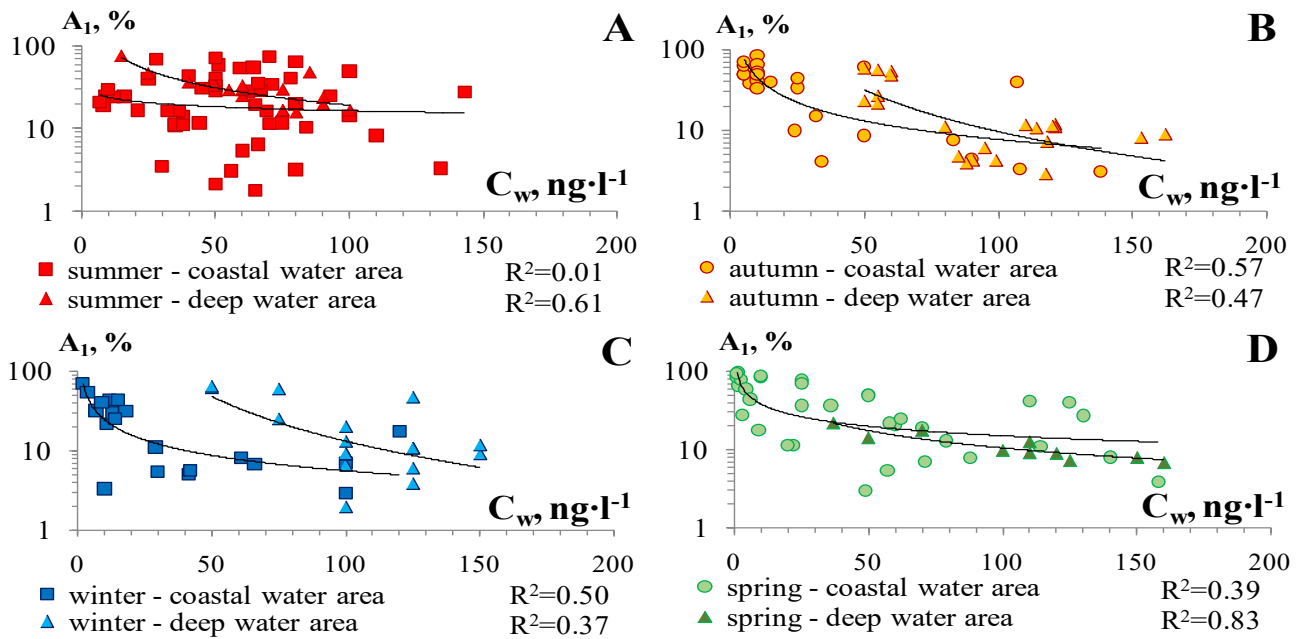 A₁, %
A
100
10
1
0
50
100
150
200
C_w, ng·l⁻¹
summer - coastal water area R²=0.01
summer - deep water area R²=0.61
A₁, %
B
100
10
1
0
50
100
150
200
C_w, ng·l⁻¹
autumn - coastal water area R²=0.57
autumn - deep water area R²=0.47
A₁, %
C
100
10
1
0
50
100
150
200
C_w, ng·l⁻¹
winter - coastal water area R²=0.50
winter - deep water area R²=0.37
A₁, %
D
100
10
1
0
50
100
150
200
C_w, ng·l⁻¹
spring - coastal water area R²=0.39
spring - deep water area R²=0.83